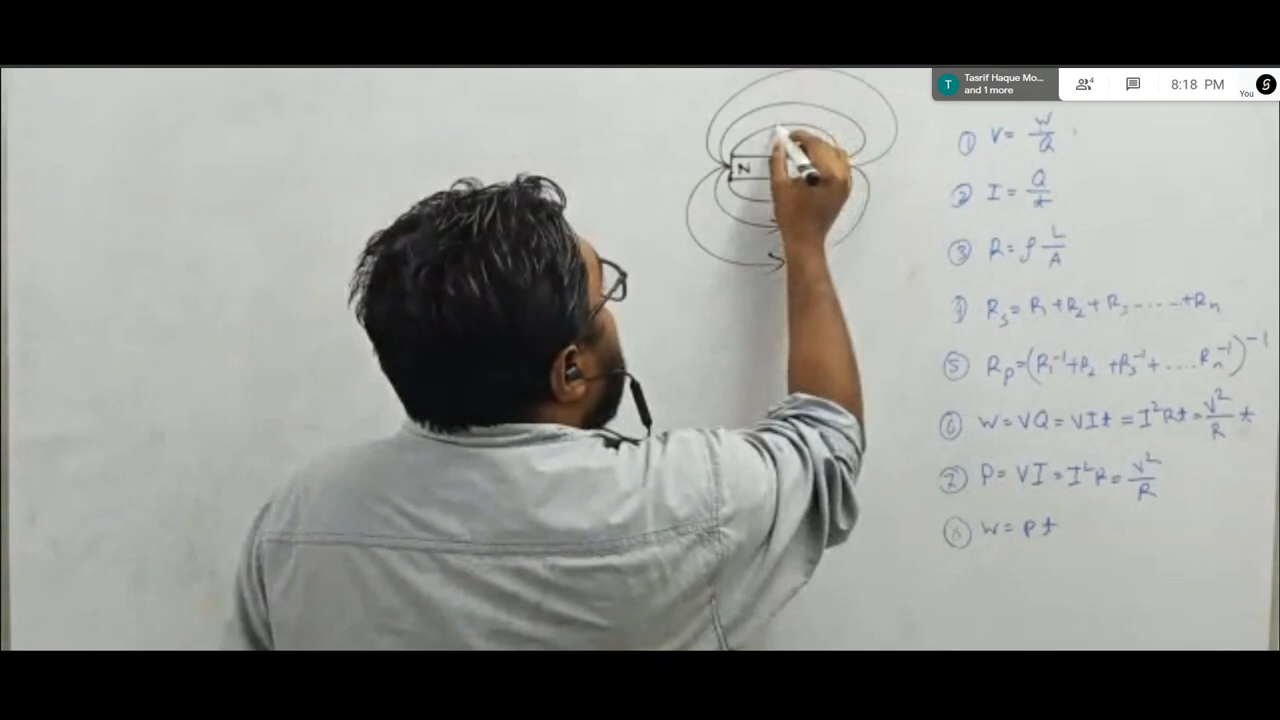 Tasrif Haque Mo...
and 1 more
4
8:18 PM
You
N
① V = W/Q
② I = Q/t
③ R = ρ L/A
④ Rs = R1 + R2 + R3 ...... + Rn
⑤ Rp = (R1⁻¹ + R2 + R3⁻¹ + .... Rn⁻¹)⁻¹
⑥ W = VQ = VIt = I²Rt = V²/R t
⑦ P = VI = I²R = V²/R
⑧ W = Pt